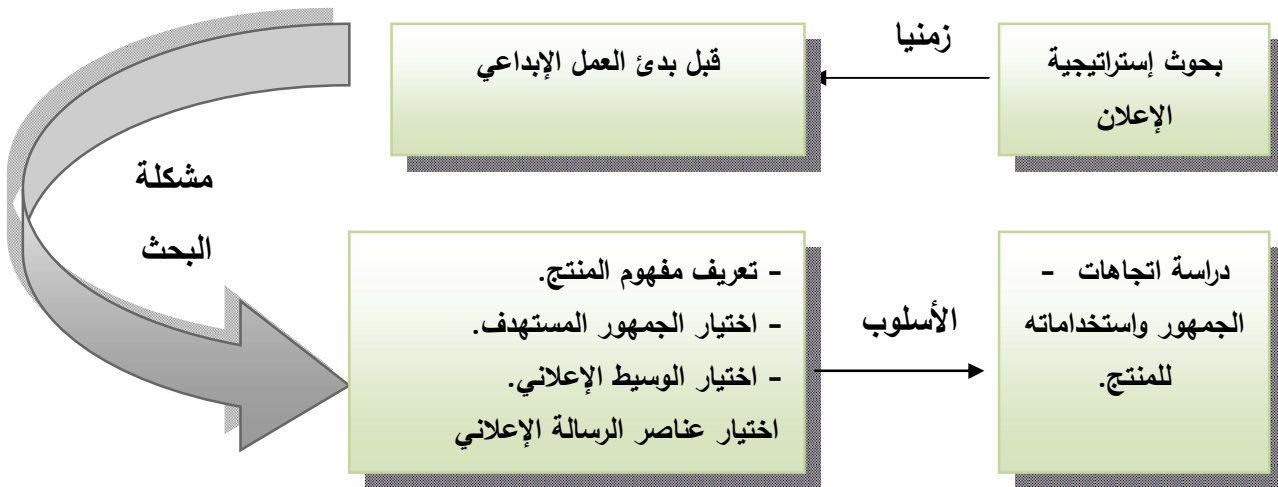 بحوث إستراتيجية
الإعلان
زمنيا
قبل بدئ العمل الإبداعي
مشكلة
البحث
- تعريف مفهوم المنتج.
- اختيار الجمهور المستهدف.
- اختيار الوسيط الإعلاني.
اختيار عناصر الرسالة الإعلاني
الأسلوب
دراسة اتجاهات -
الجمهور واستخداماته
للمنتج.